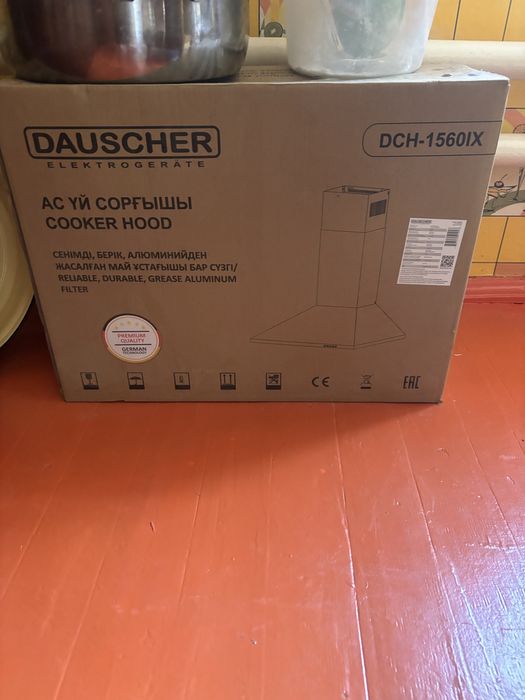 DAUSCHER
ELEKTROGERÄTE
DCH-1560IX
АС ҮЙ СОРҒЫШЫ
COOKER HOOD
СЕНІМДІ, БЕРІК, АЛЮМИНИЙДЕН
ЖАСАЛҒАН МАЙ ҰСТАҒЫШЫ БАР СҮЗГІ/
RELIABLE, DURABLE, GREASE ALUMINUM
FILTER
PREMIUM
QUALITY
GERMAN
TECHNOLOGY
CE
EAC